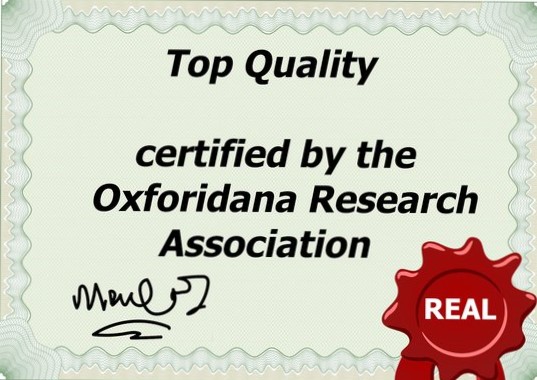 Top Quality
certified by the
Oxforidana Research
Association
REAL